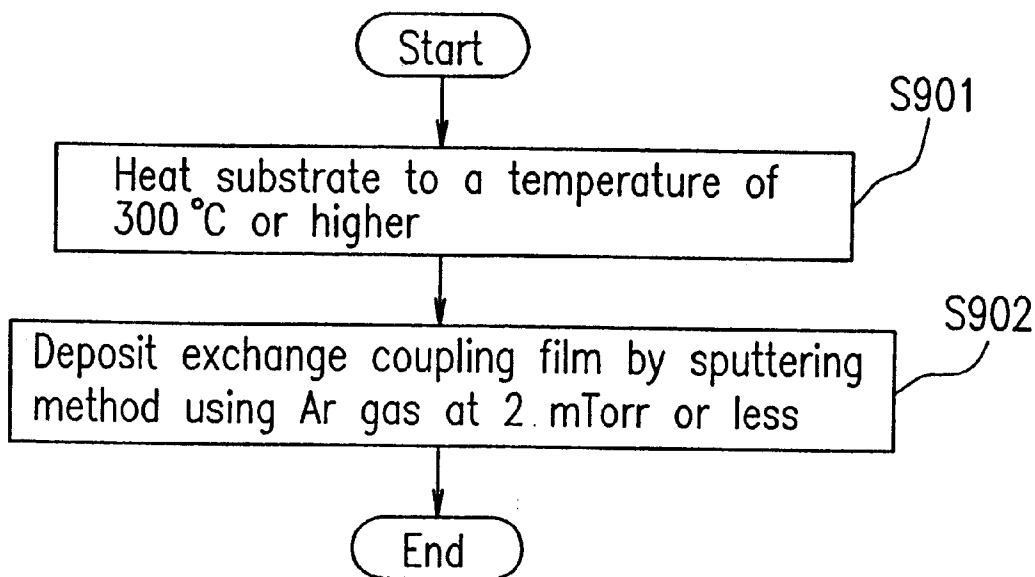 Start
S901
Heat substrate to a temperature of
300 °C or higher
S902
Deposit exchange coupling film by sputtering
method using Ar gas at 2 mTorr or less
End